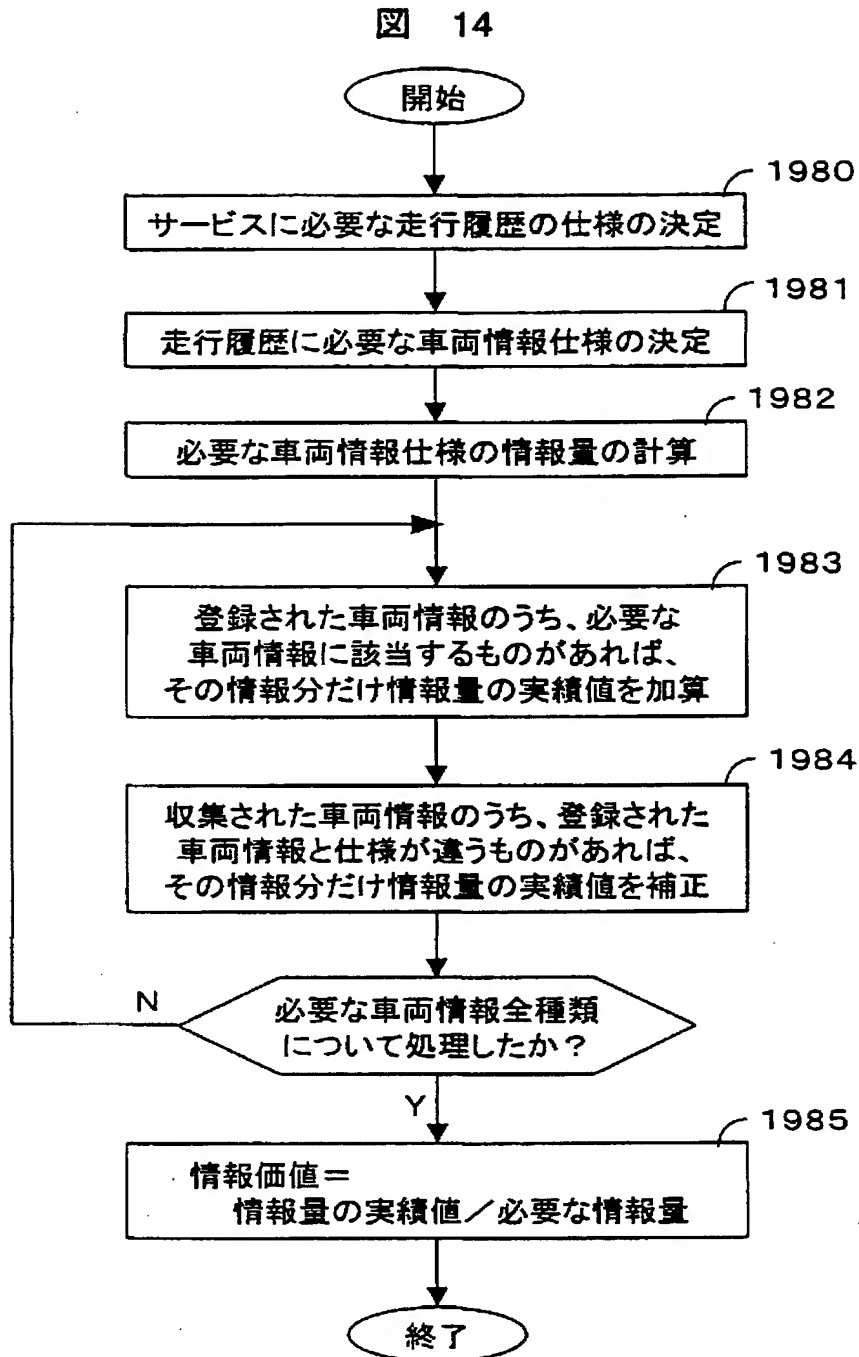 図 14
開始
1980
サービスに必要な走行履歴の仕様の決定
1981
走行履歴に必要な車両情報仕様の決定
1982
必要な車両情報仕様の情報量の計算
1983
登録された車両情報のうち、必要な
車両情報に該当するものがあれば、
その情報分だけ情報量の実績値を加算
1984
収集された車両情報のうち、登録された
車両情報と仕様が違うものがあれば、
その情報分だけ情報量の実績値を補正
N
必要な車両情報全種類
について処理したか?
Y
1985
情報価値=
情報量の実績値/必要な情報量
終了